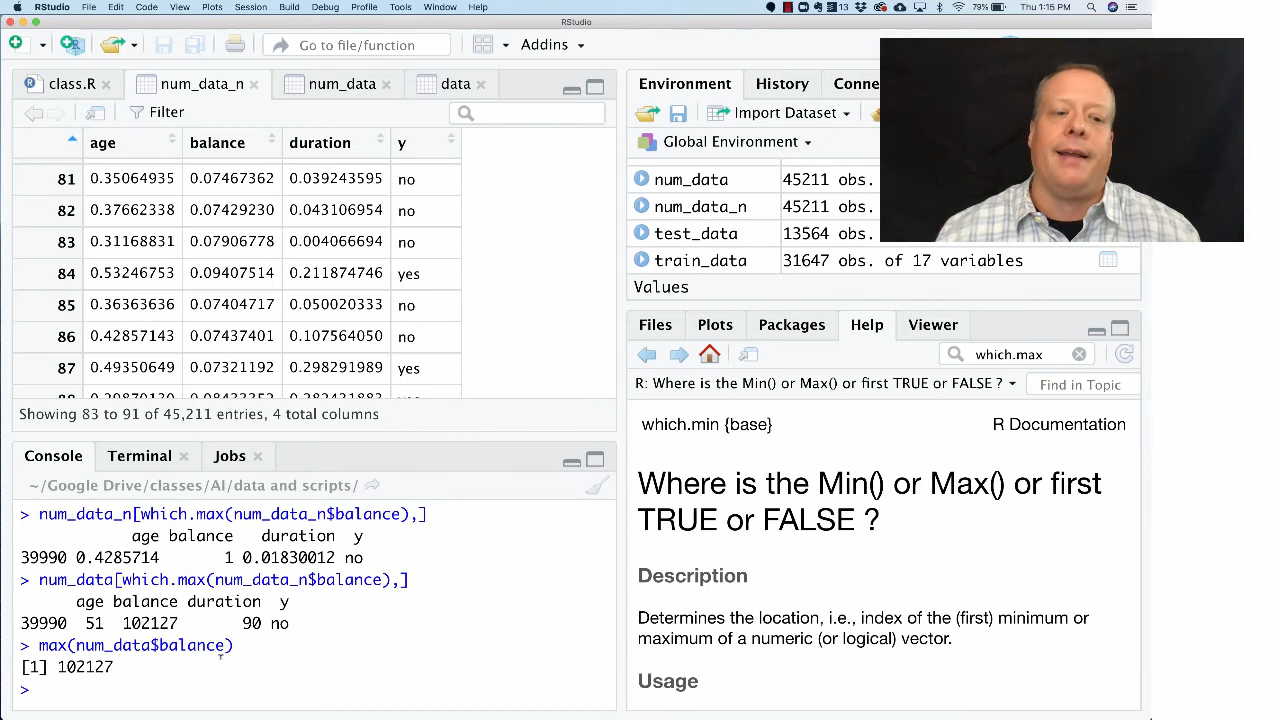 RStudio File Edit Code View Plots Session Build Debug Profile Tools Window Help 13 79% Thu 1:15 PM
RStudio
Go to file/function Addins
class.R num_data_n num_data data
Filter
age balance duration y
81 0.35064935 0.07467362 0.039243595 no
82 0.37662338 0.07429230 0.043106954 no
83 0.31168831 0.07906778 0.004066694 no
84 0.53246753 0.09407514 0.211874746 yes
85 0.36363636 0.07404717 0.050020333 no
86 0.42857143 0.07437401 0.107564050 no
87 0.49350649 0.07321192 0.298291989 yes
Showing 83 to 91 of 45,211 entries, 4 total columns
Console Terminal Jobs
~/Google Drive/classes/AI/data and scripts/
> num_data_n[which.max(num_data_n$balance),]
age balance duration y
39990 0.4285714 1 0.01830012 no
> num_data[which.max(num_data_n$balance),]
age balance duration y
39990 51 102127 90 no
> max(num_data$balance)
[1] 102127
>
Environment History Conne
Import Dataset
Global Environment
num_data 45211 obs.
num_data_n 45211 obs.
test_data 13564 obs.
train_data 31647 obs. of 17 variables
Values
Files Plots Packages Help Viewer
which.max
R: Where is the Min() or Max() or first TRUE or FALSE ? Find in Topic
which.min {base} R Documentation
Where is the Min() or Max() or first
TRUE or FALSE ?
Description
Determines the location, i.e., index of the (first) minimum or
maximum of a numeric (or logical) vector.
Usage